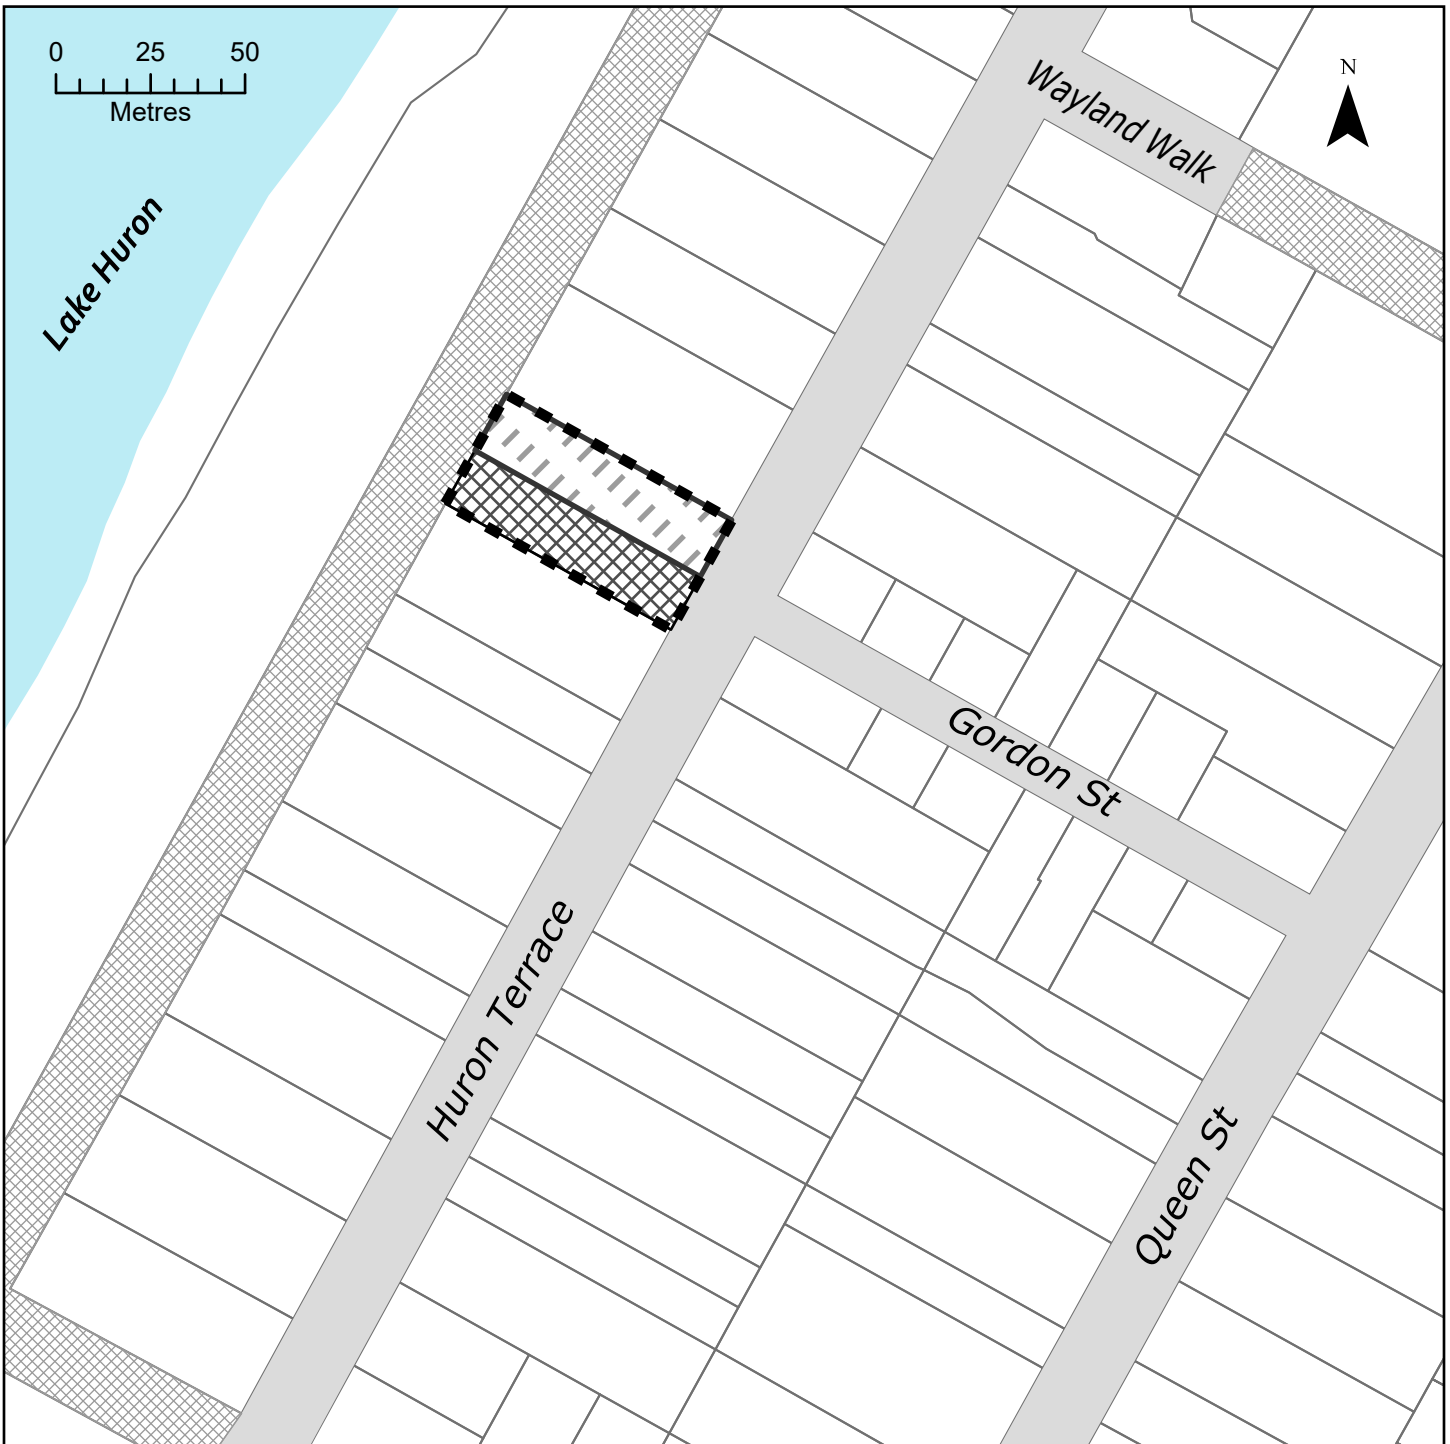 0 25 50
Metres
N
Wayland Walk
Lake Huron
Gordon St
Huron Terrace
Queen St